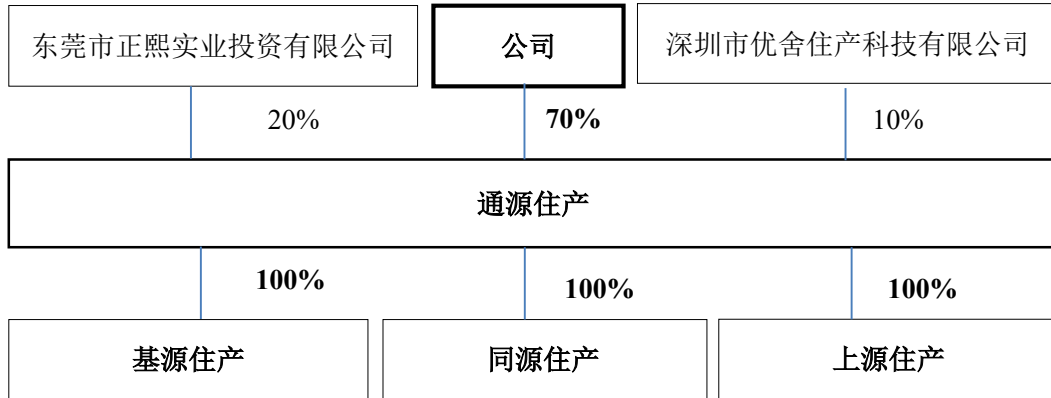 东莞市正熙实业投资有限公司
公司
深圳市优舍住产科技有限公司
20%
70%
10%
通源住产
100%
100%
100%
基源住产
同源住产
上源住产